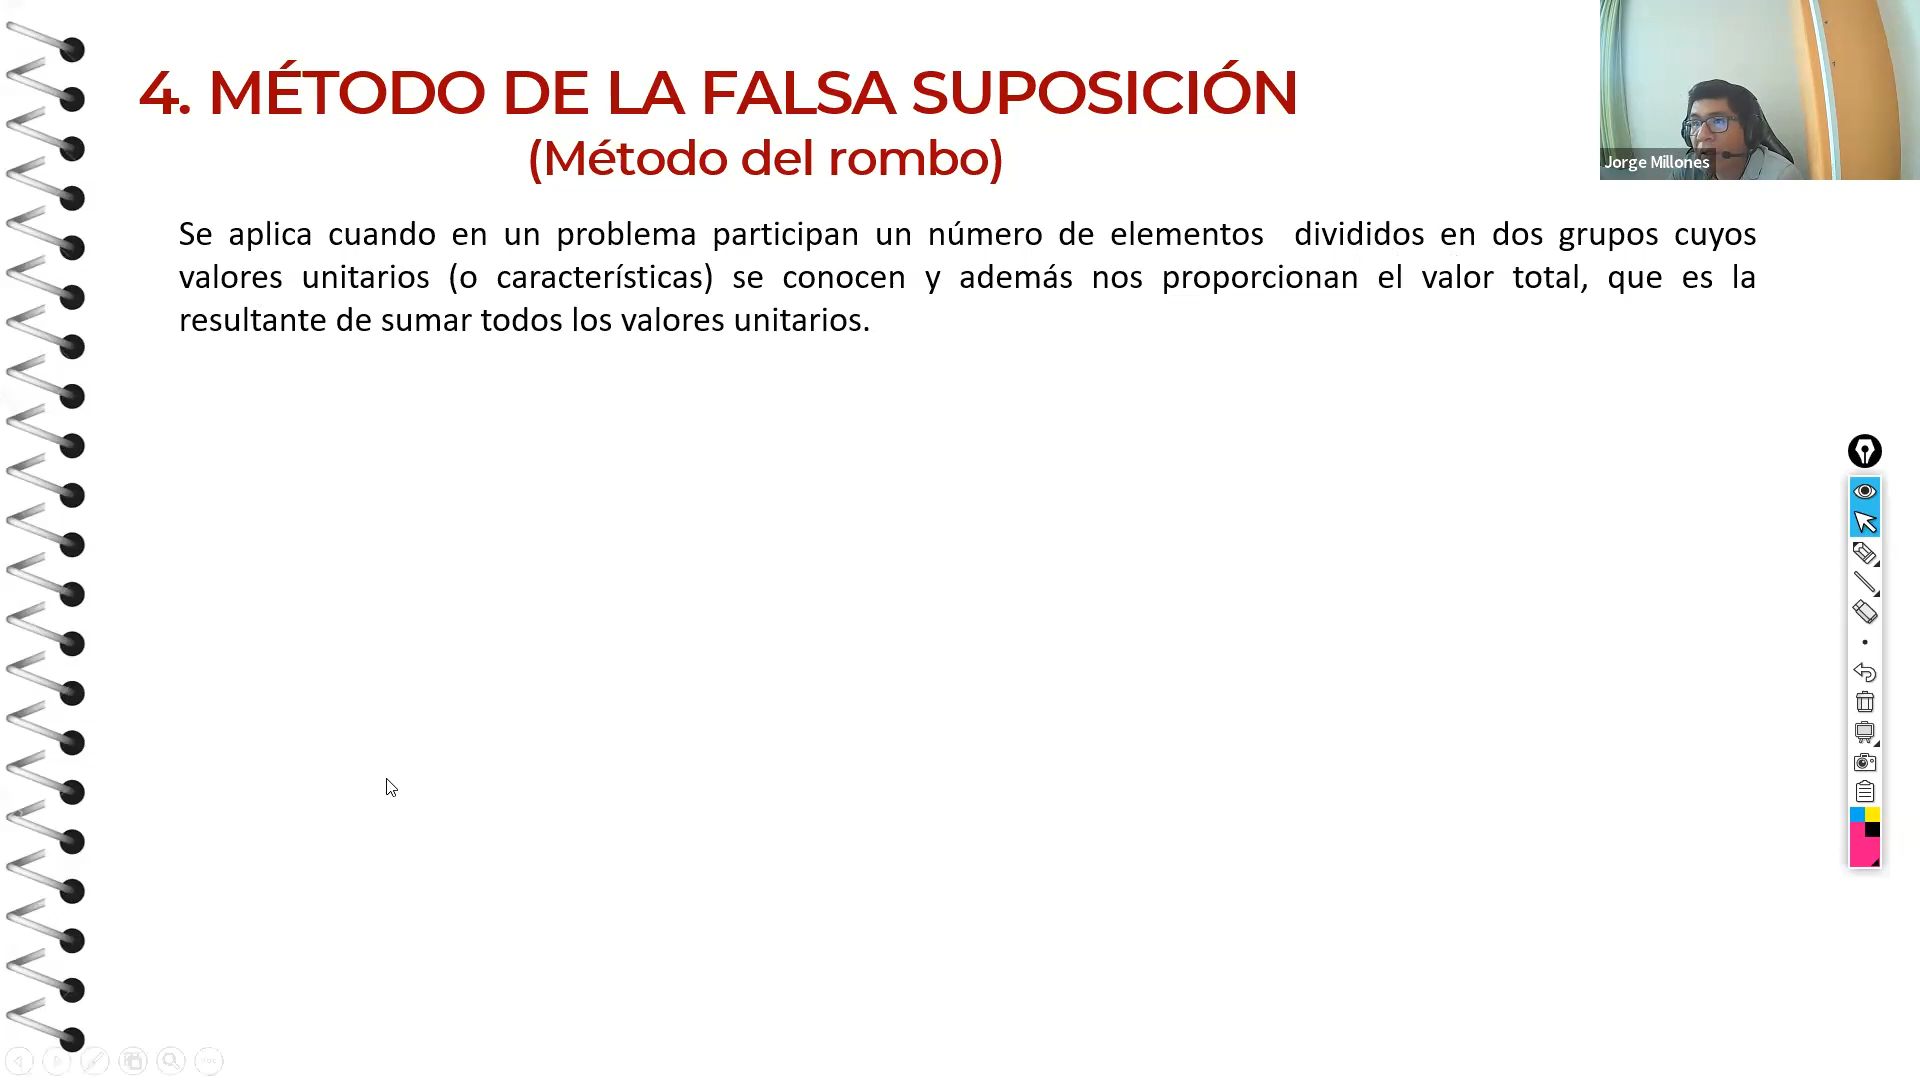 4. MÉTODO DE LA FALSA SUPOSICIÓN
(Método del rombo)
Jorge Millones
Se aplica cuando en un problema participan un número de elementos divididos en dos grupos cuyos
valores unitarios (o características) se conocen y además nos proporcionan el valor total, que es la
resultante de sumar todos los valores unitarios.